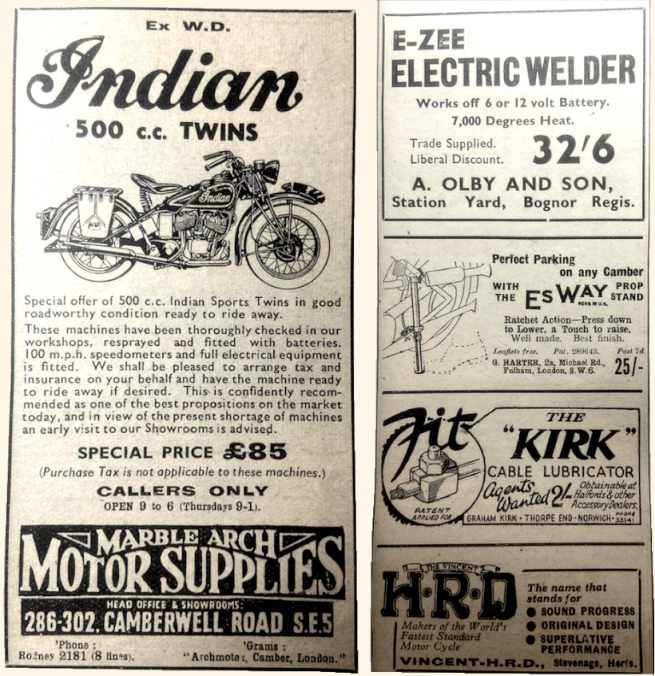 Ex W.D.
Indian
500 c.c. TWINS
Indian
Special offer of 500 c.c. Indian Sports Twins in good
roadworthy condition ready to ride away.
These machines have been thoroughly checked in our
workshops, resprayed and fitted with batteries.
100 m.p.h. speedometers and full electrical equipment
is fitted. We shall be pleased to arrange tax and
insurance on your behalf and have the machine ready
to ride away if desired. This is confidently recom-
mended as one of the best propositions on the market
today, and in view of the present shortage of machines
an early visit to our Showrooms is advised.
SPECIAL PRICE £85
(Purchase Tax is not applicable to these machines.)
CALLERS ONLY
OPEN 9 to 6 (Thursdays 9-1).
MARBLE ARCH
MOTOR SUPPLIES
HEAD OFFICE & SHOWROOMS:
286-302, CAMBERWELL ROAD S.E.5
'Phone: 'Grams:
Rodney 2181 (8 lines). "Archmotor, Camber, London."
E-ZEE
ELECTRIC WELDER
Works off 6 or 12 volt Battery.
7,000 Degrees Heat.
Trade Supplied.
Liberal Discount. 32'6
A. OLBY AND SON,
Station Yard, Bognor Regis.
Perfect Parking
on any Camber
WITH THE ESWAY PROP STAND
Ratchet Action—Press down
to Lower, a Touch to raise.
Well made. Best finish.
Leaflets free. Pat. 289643. Post 7d
G. HARTER, 2a, Michael Rd.,
Fulham, London, S.W.6. 25/-
Fit THE
"KIRK"
CABLE LUBRICATOR
Agents Wanted 2/- Obtainable at
Halfords & other
Accessory Dealers.
PATENT
APPLIED FOR
GRAHAM KIRK · THORPE END · NORWICH · PHONE 33141
THE VINCENT
H·R·D
The name that
stands for
SOUND PROGRESS
ORIGINAL DESIGN
SUPERLATIVE
PERFORMANCE
Makers of the World's
Fastest Standard
Motor Cycle
VINCENT-H.R.D., Stevenage, Herts.